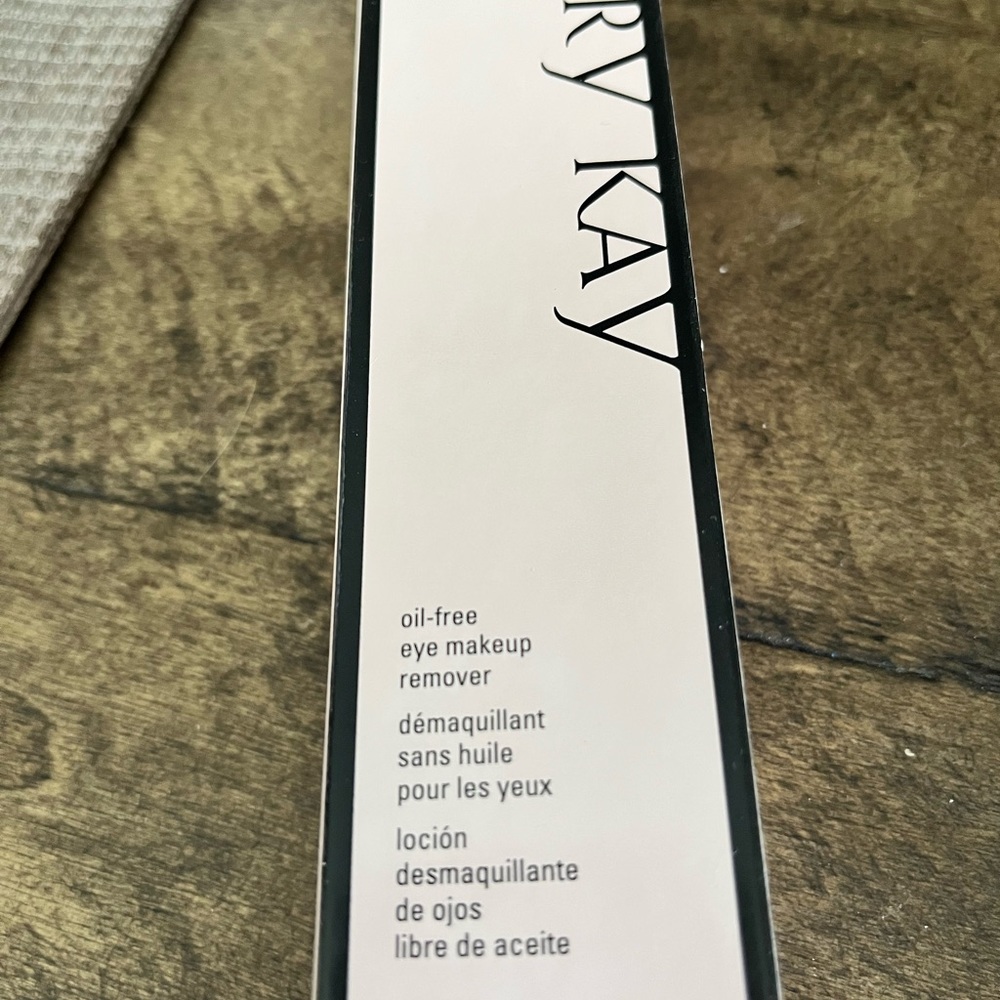 RY KAY
oil-free
eye makeup
remover
démaquillant
sans huile
pour les yeux
loción
desmaquillante
de ojos
libre de aceite